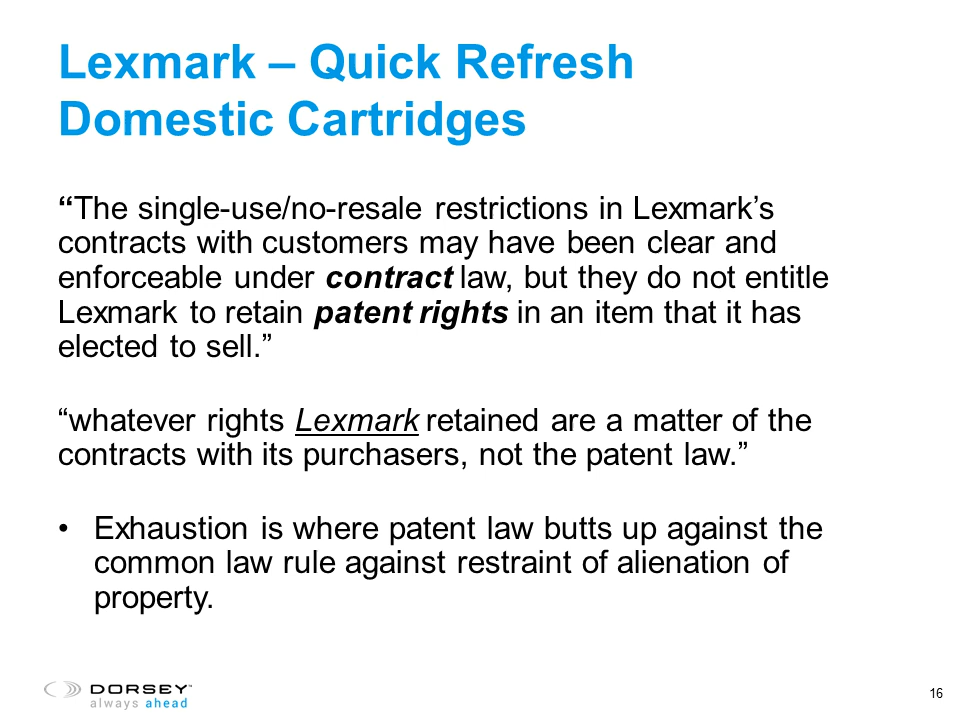 Lexmark – Quick Refresh
Domestic Cartridges
“The single-use/no-resale restrictions in Lexmark’s
contracts with customers may have been clear and
enforceable under contract law, but they do not entitle
Lexmark to retain patent rights in an item that it has
elected to sell.”
“whatever rights Lexmark retained are a matter of the
contracts with its purchasers, not the patent law.”
• Exhaustion is where patent law butts up against the
common law rule against restraint of alienation of
property.
DORSEY™
always ahead
16